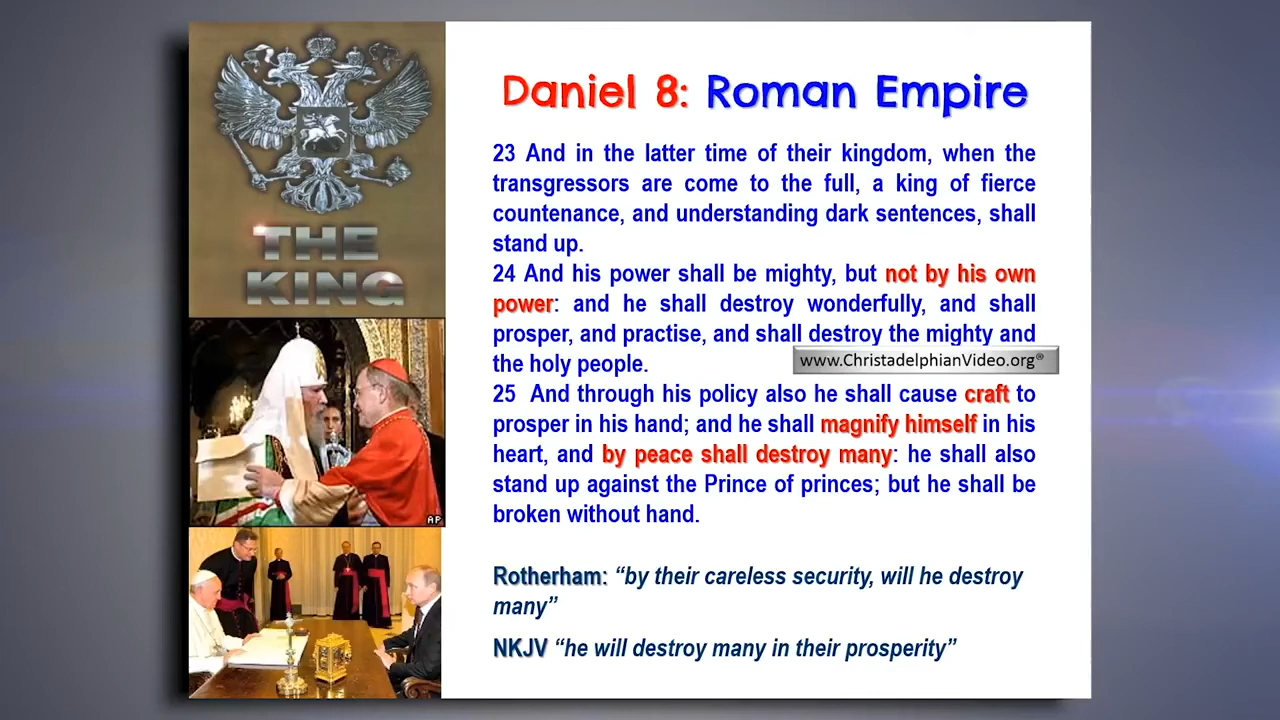 THE
KING
AP
Daniel 8: Roman Empire
23 And in the latter time of their kingdom, when the
transgressors are come to the full, a king of fierce
countenance, and understanding dark sentences, shall
stand up.
24 And his power shall be mighty, but not by his own
power: and he shall destroy wonderfully, and shall
prosper, and practise, and shall destroy the mighty and
the holy people.
www.ChristadelphianVideo.org®
25 And through his policy also he shall cause craft to
prosper in his hand; and he shall magnify himself in his
heart, and by peace shall destroy many: he shall also
stand up against the Prince of princes; but he shall be
broken without hand.
Rotherham: “by their careless security, will he destroy
many”
NKJV “he will destroy many in their prosperity”